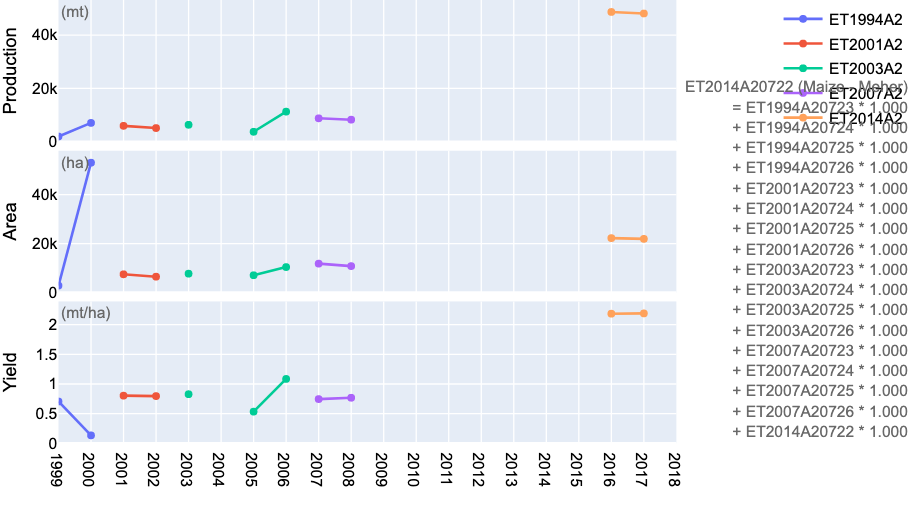 (mt)
Production
40k
20k
0
(ha)
Area
40k
20k
0
(mt/ha)
Yield
2
1.5
1
0.5
0
1999
2000
2001
2002
2003
2004
2005
2006
2007
2008
2009
2010
2011
2012
2013
2014
2015
2016
2017
2018
ET1994A2
ET2001A2
ET2003A2
ET2007A2
ET2014A2
ET2014A20722 (Maize - Meher)
= ET1994A20723 * 1.000
+ ET1994A20724 * 1.000
+ ET1994A20725 * 1.000
+ ET1994A20726 * 1.000
+ ET2001A20723 * 1.000
+ ET2001A20724 * 1.000
+ ET2001A20725 * 1.000
+ ET2001A20726 * 1.000
+ ET2003A20723 * 1.000
+ ET2003A20724 * 1.000
+ ET2003A20725 * 1.000
+ ET2003A20726 * 1.000
+ ET2007A20723 * 1.000
+ ET2007A20724 * 1.000
+ ET2007A20725 * 1.000
+ ET2007A20726 * 1.000
+ ET2014A20722 * 1.000